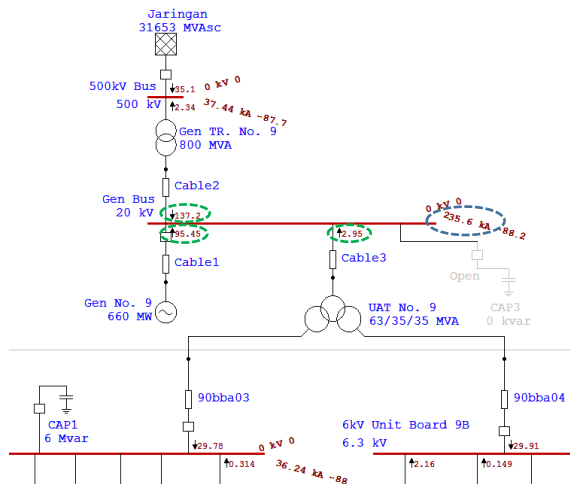 Jaringan
31653 MVAsc
500kV Bus
500 kV
35.1
0 kV 0
2.34
37.44 kA -87.7
Gen TR. No. 9
800 MVA
Cable2
Gen Bus
20 kV
137.2
0 kV 0
235.6 kA -88.2
95.45
2.95
Cable1
Cable3
Open
CAP3
0 kvar
Gen No. 9
660 MW
UAT No. 9
63/35/35 MVA
90bba03
90bba04
CAP1
6 Mvar
6kV Unit Board 9B
6.3 kV
29.78
0 kV 0
29.91
0.314
36.24 kA -88
2.16
0.149